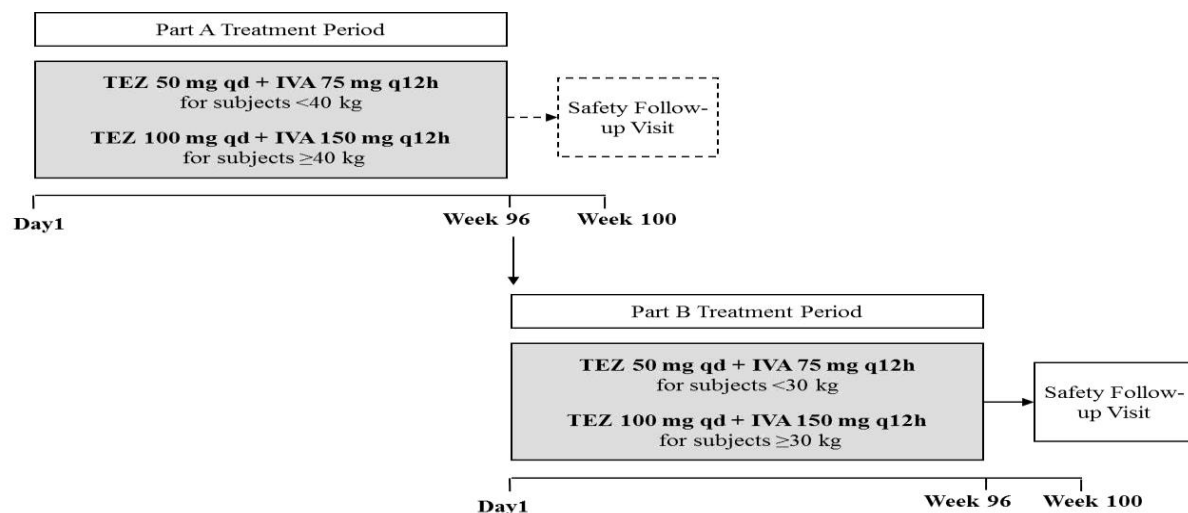 Part A Treatment Period
TEZ 50 mg qd + IVA 75 mg q12h
for subjects <40 kg
TEZ 100 mg qd + IVA 150 mg q12h
for subjects ≥40 kg
Safety Follow-
up Visit
Day1
Week 96
Week 100
Part B Treatment Period
TEZ 50 mg qd + IVA 75 mg q12h
for subjects <30 kg
TEZ 100 mg qd + IVA 150 mg q12h
for subjects ≥30 kg
Safety Follow-
up Visit
Day1
Week 96
Week 100